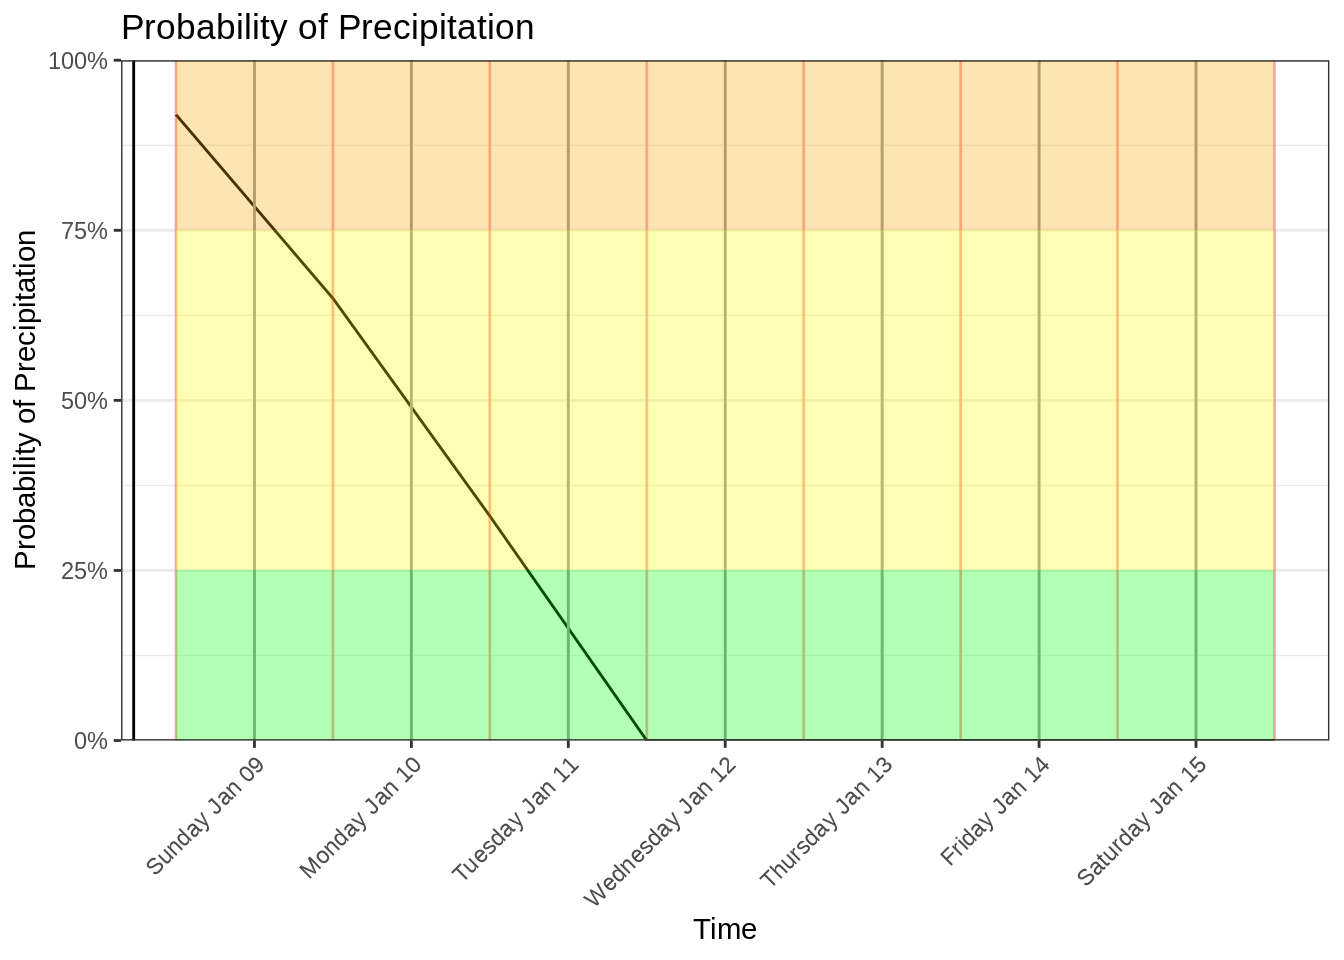 Probability of Precipitation
Probability of Precipitation
100%
75%
50%
25%
0%
Sunday Jan 09
Monday Jan 10
Tuesday Jan 11
Wednesday Jan 12
Thursday Jan 13
Friday Jan 14
Saturday Jan 15
Time